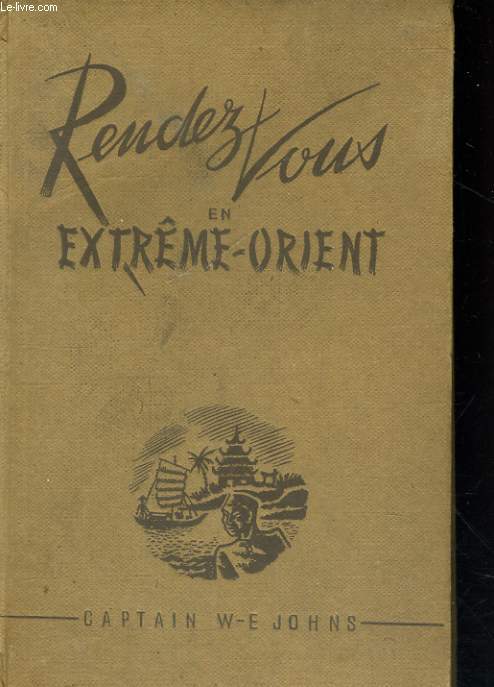 Le-livre.com
Rendez-Vous
EN
EXTRÊME-ORIENT
CAPTAIN W-E JOHNS